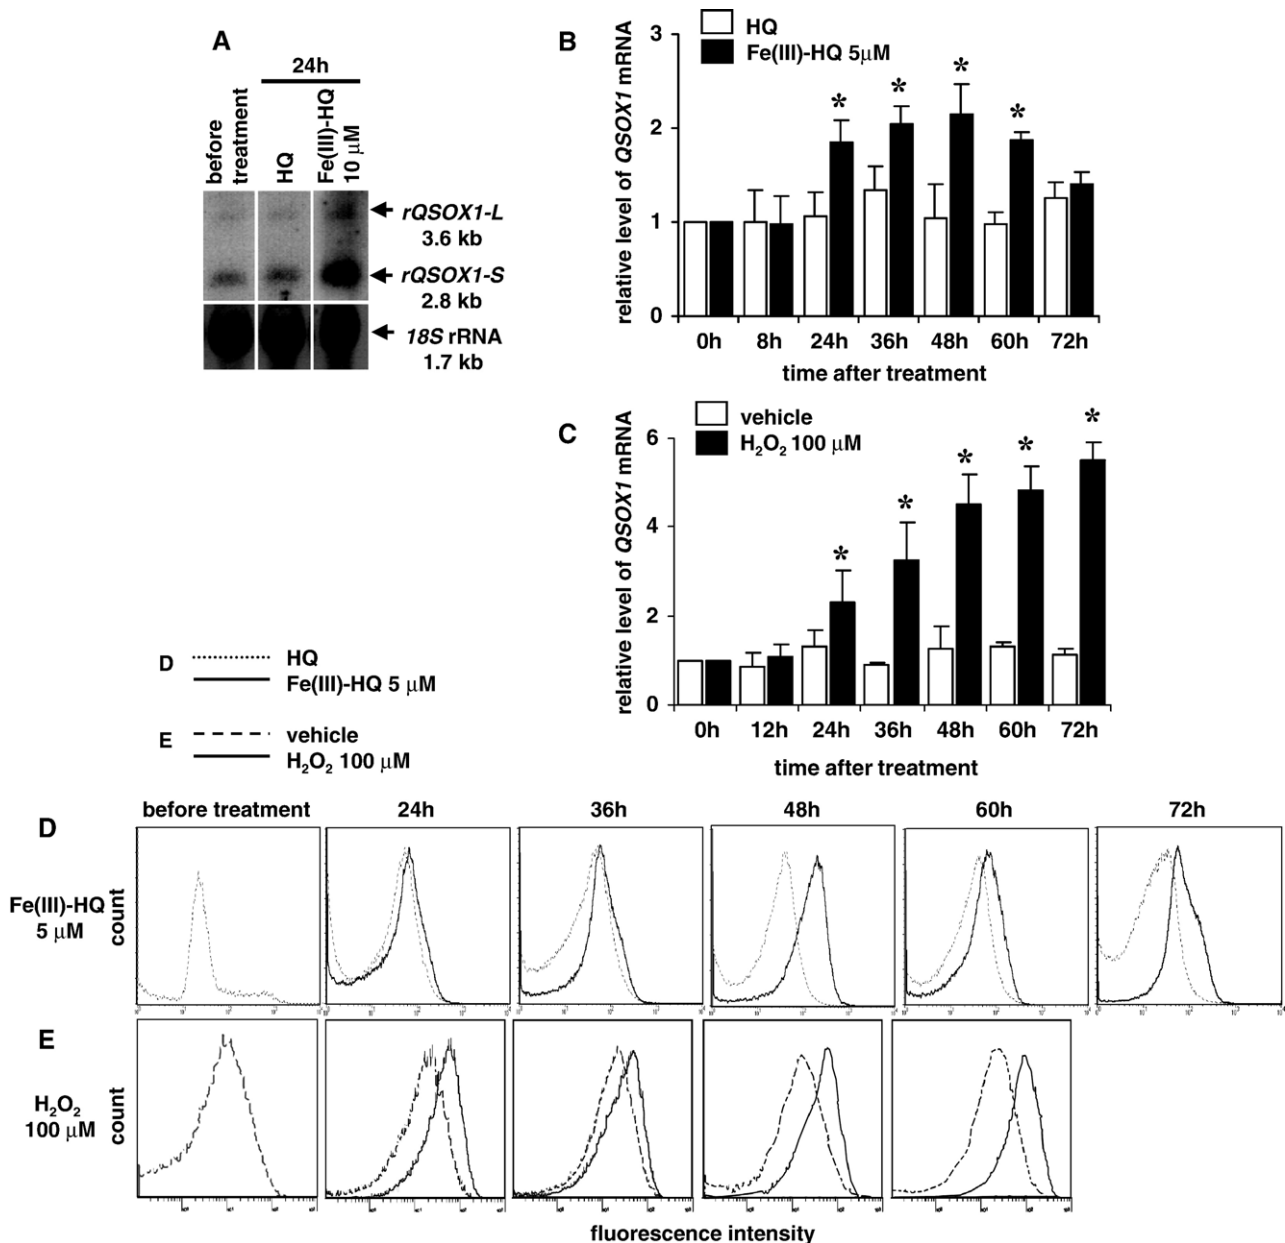 A
24h
before
treatment
HQ
Fe(III)-HQ
10 μM
rQSOX1-L
3.6 kb
rQSOX1-S
2.8 kb
18S rRNA
1.7 kb
B
HQ
Fe(III)-HQ 5μM
relative level of QSOX1 mRNA
3
2
1
0
* * * *
0h 8h 24h 36h 48h 60h 72h
time after treatment
C
vehicle
H₂O₂ 100 μM
relative level of QSOX1 mRNA
6
4
2
0
* * * * *
0h 12h 24h 36h 48h 60h 72h
time after treatment
D
HQ
Fe(III)-HQ 5 μM
E
vehicle
H₂O₂ 100 μM
before treatment 24h 36h 48h 60h 72h
D
Fe(III)-HQ
5 μM
count
E
H₂O₂
100 μM
count
fluorescence intensity